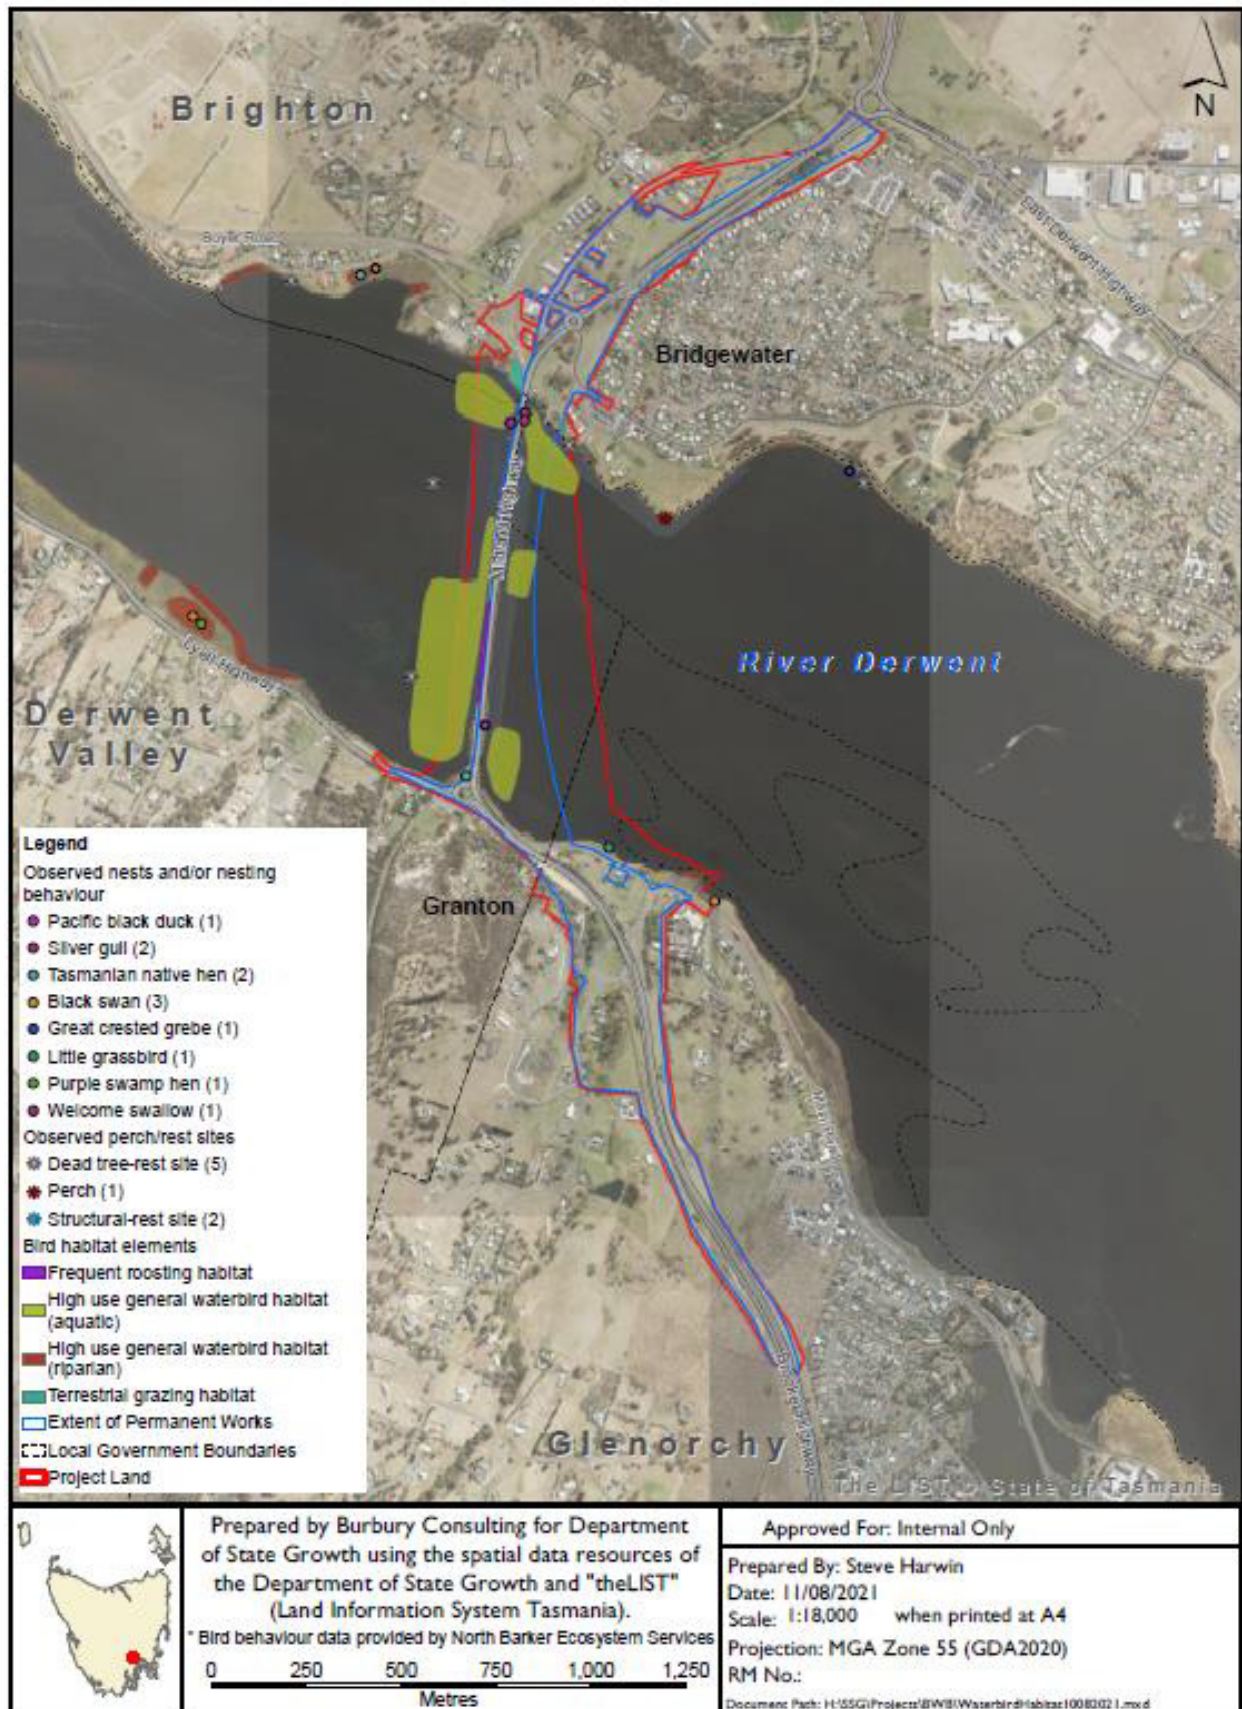 N
Brighton
Boyer Road
East Derwent Highway
Bridgewater
Midland Highway
River Derwent
Lyell Highway
Derwent
Valley
Granton
Glenorchy
The LIST © State of Tasmania
Legend
Observed nests and/or nesting
behaviour
Pacific black duck (1)
Silver gull (2)
Tasmanian native hen (2)
Black swan (3)
Great crested grebe (1)
Little grassbird (1)
Purple swamp hen (1)
Welcome swallow (1)
Observed perch/rest sites
Dead tree-rest site (5)
Perch (1)
Structural-rest site (2)
Bird habitat elements
Frequent roosting habitat
High use general waterbird habitat
(aquatic)
High use general waterbird habitat
(riparian)
Terrestrial grazing habitat
Extent of Permanent Works
Local Government Boundaries
Project Land
Prepared by Burbury Consulting for Department
of State Growth using the spatial data resources of
the Department of State Growth and "theLIST"
(Land Information System Tasmania).
* Bird behaviour data provided by North Barker Ecosystem Services
0 250 500 750 1,000 1,250
Metres
Approved For: Internal Only
Prepared By: Steve Harwin
Date: 11/08/2021
Scale: 1:18,000 when printed at A4
Projection: MGA Zone 55 (GDA2020)
RM No.:
Document Path: H:\SSG\Projects\BWB\WaterbirdHabitat10082021.mxd